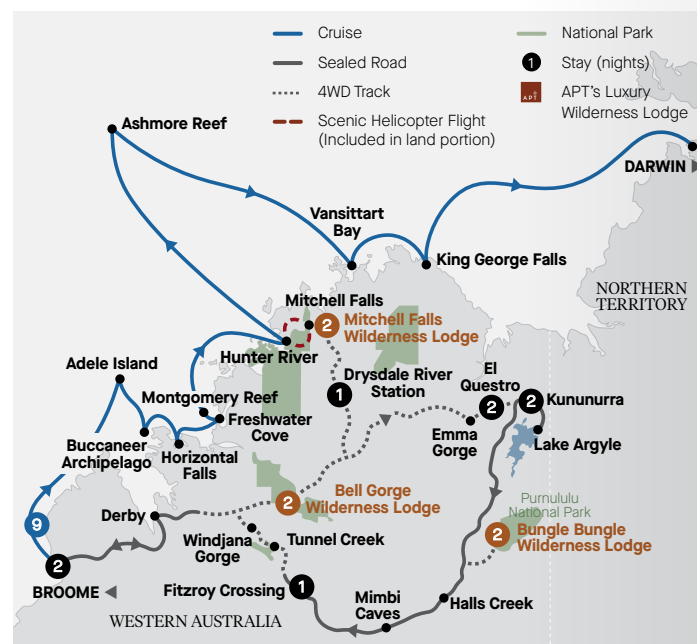 Cruise
Sealed Road
4WD Track
Scenic Helicopter Flight
(Included in land portion)
National Park
1 Stay (nights)
APT APT's Luxury
Wilderness Lodge
Ashmore Reef
DARWIN
Vansittart
Bay
King George Falls
NORTHERN
TERRITORY
Mitchell Falls
2 Mitchell Falls
Wilderness Lodge
Hunter River
Adele Island
Drysdale River
Station
1
El
Questro
2
2 Kununurra
Montgomery Reef
Freshwater
Cove
Emma
Gorge
Lake Argyle
Buccaneer
Archipelago
Horizontal
Falls
Purnululu
National Park
2 Bell Gorge
Wilderness Lodge
Derby
9
2 Bungle Bungle
Wilderness Lodge
Windjana
Gorge
Tunnel Creek
2
BROOME
Fitzroy Crossing
1
Mimbi
Caves
Halls Creek
WESTERN AUSTRALIA